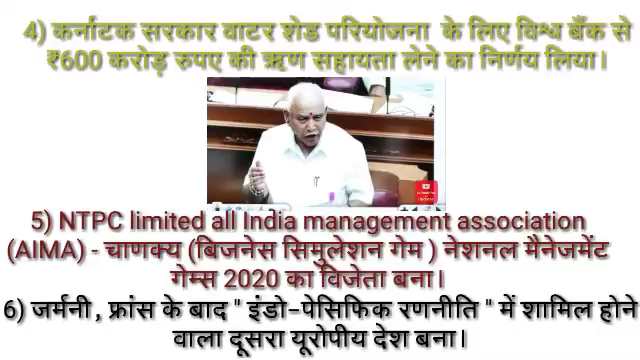 4) कर्नाटक सरकार वाटर शेड परियोजना के लिए विश्व बैंक से
₹600 करोड़ रुपए की ऋण सहायता लेने का निर्णय लिया।
5) NTPC limited all India management association
(AIMA) - चाणक्य (बिजनेस सिमुलेशन गेम ) नेशनल मैनेजमेंट
गेम्स 2020 का विजेता बना।
6) जर्मनी , फ्रांस के बाद " इंडो-पेसिफिक रणनीति " में शामिल होने
वाला दूसरा यूरोपीय देश बना।